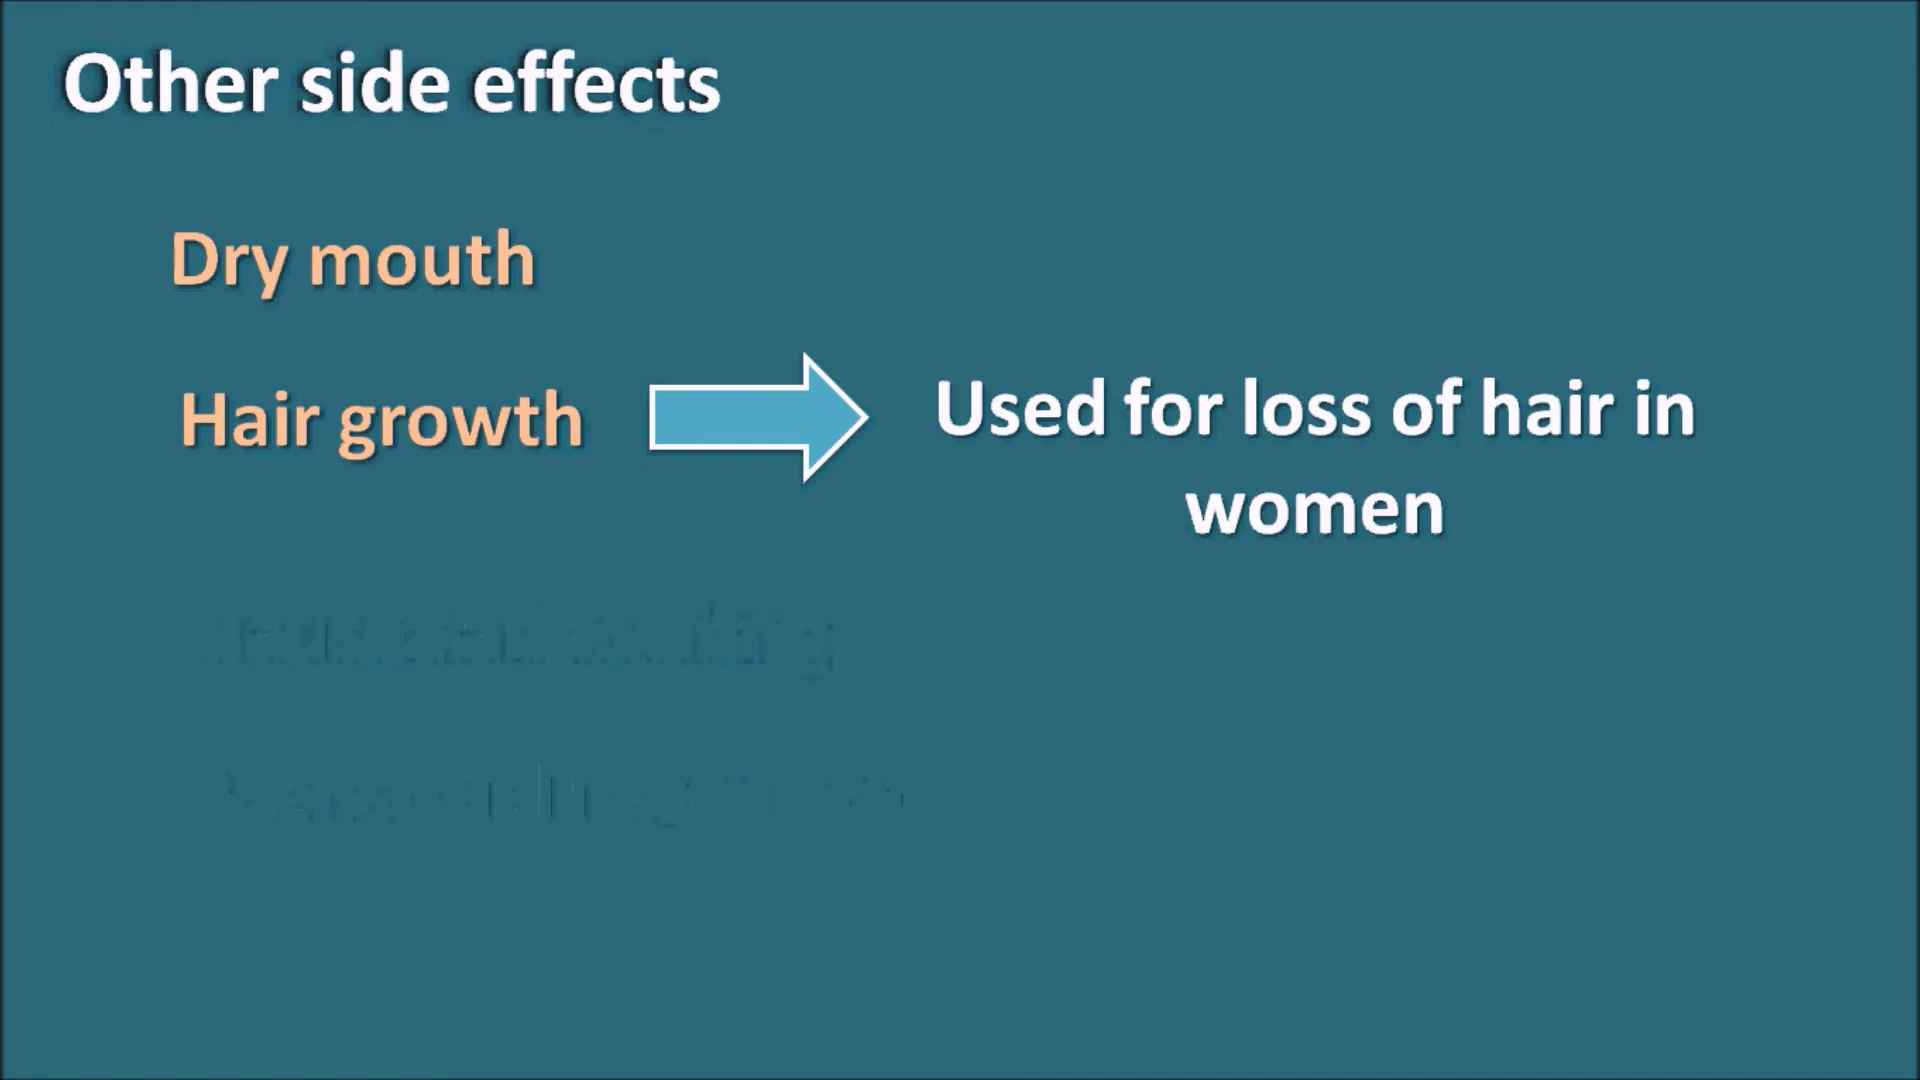 Other side effects
Dry mouth
Hair growth
Used for loss of hair in
women